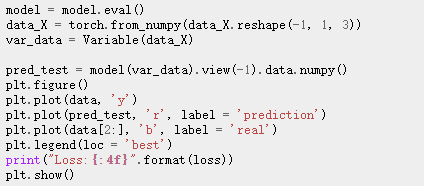 model = model.eval()
data_X = torch.from_numpy(data_X.reshape(-1, 1, 3))
var_data = Variable(data_X)
pred_test = model(var_data).view(-1).data.numpy()
plt.figure()
plt.plot(data, 'y')
plt.plot(pred_test, 'r', label = 'prediction')
plt.plot(data[2:], 'b', label = 'real')
plt.legend(loc = 'best')
print("Loss:{:4f}".format(loss))
plt.show()